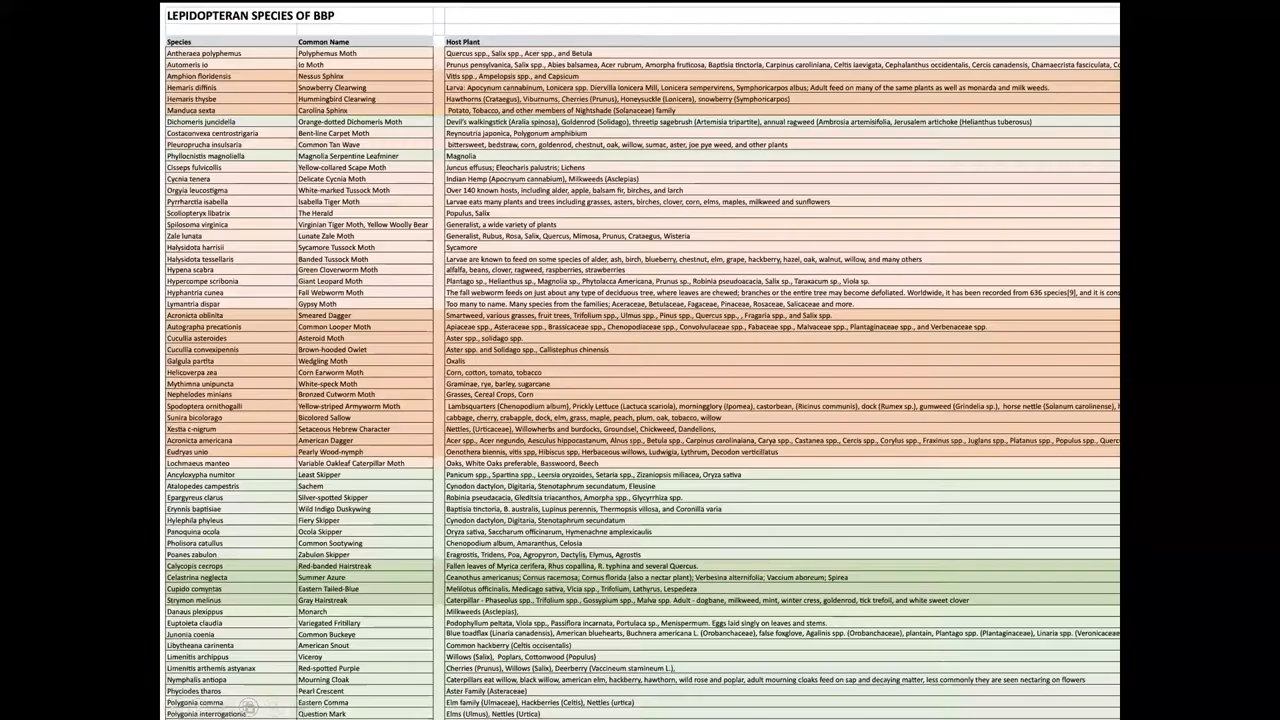 LEPIDOPTERAN SPECIES OF BBP
Species Common Name Host Plant
Antheraea polyphemus Polyphemus Moth Quercus spp., Salix spp., Acer spp., and Betula
Automeris io Io Moth Prunus pensylvanica, Salix spp., Abies balsamea, Acer rubrum, Amorpha fruticosa, Baptisia tinctoria, Carpinus caroliniana, Celtis laevigata, Cephalanthus occidentalis, Cercis canadensis, Chamaecrista fasciculata, Co
Amphion floridensis Nessus Sphinx Vitis spp., Ampelopsis spp., and Capsicum
Hemaris diffinis Snowberry Clearwing Larva: Apocynum cannabinum, Lonicera spp. Diervilla lonicera Mill, Lonicera sempervirens, Symphoricarpos albus; Adult feed on many of the same plants as well as monarda and milk weeds.
Hemaris thysbe Hummingbird Clearwing Hawthorns (Crataegus), Viburnums, Cherries (Prunus), Honeysuckle (Lonicera), snowberry (Symphoricarpos)
Manduca sexta Carolina Sphinx Potato, Tobacco, and other members of Nightshade (Solanaceae) family
Dichomeris juncidella Orange-dotted Dichomeris Moth Devil's walkingstick (Aralia spinosa), Goldenrod (Solidago), threetip sagebrush (Artemisia tripartite), annual ragweed (Ambrosia artemisifolia, Jerusalem artichoke (Helianthus tuberosus)
Costaconvexa centrostrigaria Bent-line Carpet Moth Reynoutria japonica, Polygonum amphibium
Pleuroprucha insularia Common Tan Wave bittersweet, bedstraw, corn, goldenrod, chestnut, oak, willow, sumac, aster, joe pye weed, and other plants
Phyllocnistis magnoliella Magnolia Serpentine Leafminer Magnolia
Cisseps fulvicollis Yellow-collared Scape Moth Juncus effusus; Eleocharis palustris; Lichens
Cycnia tenera Delicate Cycnia Moth Indian Hemp (Apocnyum cannabium), Milkweeds (Asclepias)
Orgyia leucostigma White-marked Tussock Moth Over 140 known hosts, including alder, apple, balsam fir, birches, and larch
Pyrrharctia isabella Isabella Tiger Moth Larvae eats many plants and trees including grasses, asters, birches, clover, corn, elms, maples, milkweed and sunflowers
Scoliopteryx libatrix The Herald Populus, Salix
Spilosoma virginica Virginian Tiger Moth, Yellow Woolly Bear Generalist, a wide variety of plants
Zale lunata Lunate Zale Moth Generalist, Rubus, Rosa, Salix, Quercus, Mimosa, Prunus, Crataegus, Wisteria
Halysidota harrisii Sycamore Tussock Moth Sycamore
Halysidota tessellaris Banded Tussock Moth Larvae are known to feed on some species of alder, ash, birch, blueberry, chestnut, elm, grape, hackberry, hazel, oak, walnut, willow, and many others
Hypena scabra Green Cloverworm Moth alfalfa, beans, clover, ragweed, raspberries, strawberries
Hypercompe scribonia Giant Leopard Moth Plantago sp., Helianthus sp., Magnolia sp., Phytolacca Americana, Prunus sp., Robinia pseudoacacia, Salix sp., Taraxacum sp., Viola sp.
Hyphantria cunea Fall Webworm Moth The fall webworm feeds on just about any type of deciduous tree, where leaves are chewed; branches or the entire tree may become defoliated. Worldwide, it has been recorded from 636 species[9], and it is cons
Lymantria dispar Gypsy Moth Too many to name. Many species from the families; Aceraceae, Betulaceae, Fagaceae, Pinaceae, Rosaceae, Salicaceae and more.
Acronicta oblinita Smeared Dagger Smartweed, various grasses, fruit trees, Trifolium spp., Ulmus sp., Pinus spp., Quercus sp., , Fragaria spp., and Salix spp.
Autographa precationis Common Looper Moth Apiaceae spp., Asteraceae spp., Brassicaceae spp., Chenopodiaceae spp., Convolvulaceae spp., Fabaceae spp., Malvaceae spp., Plantaginaceae spp., and Verbenaceae spp.
Cucullia asteroides Asteroid Moth Aster spp., solidago spp.
Cucullia convexipennis Brown-hooded Owlet Aster spp. and Solidago spp., Callistephus chinensis
Galgula partita Wedgling Moth Oxalis
Helicoverpa zea Corn Earworm Moth Corn, cotton, tomato, tobacco
Mythimna unipuncta White-speck Moth Graminae, rye, barley, sugarcane
Nephelodes minians Bronzed Cutworm Moth Grasses, Cereal Crops, Corn
Spodoptera ornithogalli Yellow-striped Armyworm Moth Lambsquarters (Chenopodium album), Prickly Lettuce (Lactuca scariola), morningglory (Ipomea), castorbean, (Ricinus communis), dock (Rumex sp.), gumweed (Grindelia sp.), horse nettle (Solanum carolinense),
Sunira bicolorago Bicolored Sallow cabbage, cherry, crabapple, dock, elm, grass, maple, peach, plum, oak, tobacco, willow
Xestia c-nigrum Setaceous Hebrew Character Nettles, (Urticaceae), Willowherbs and burdocks, Groundsel, Chickweed, Dandelions,
Acronicta americana American Dagger Acer spp., Acer negundo, Aesculus hippocastanum, Alnus spp., Betula spp., Carpinus carolinaiana, Carya spp., Castanea spp., Cercis spp., Corylus spp., Fraxinus spp., Juglans spp., Platanus spp., Populus spp., Querc
Eudryas unio Pearly Wood-nymph Oenothera biennis, vitis spp, Hibiscus spp, Herbaceous willows, Ludwigia, Lythrum, Decodon verticillatus
Lochmaeus manteo Variable Oakleaf Caterpillar Moth Oaks, White Oaks preferable, Basswoord, Beech
Ancyloxypha numitor Least Skipper Panicum spp., Spartina spp., Leersia oryzoides, Setaria spp., Zizaniopsis miliacea, Oryza sativa
Atalopedes campestris Sachem Cynodon dactylon, Digitaria, Stenotaphrum secundatum, Eleusine
Epargyreus clarus Silver-spotted Skipper Robinia pseudacacia, Gleditsia triacanthos, Amorpha spp., Glycyrrhiza spp.
Erynnis baptisiae Wild Indigo Duskywing Baptisia tinctoria, B. australis, Lupinus perennis, Thermopsis villosa, and Coronilla varia
Hylephila phyleus Fiery Skipper Cynodon dactylon, Digitaria, Stenotaphrum secundatum
Panoquina ocola Ocola Skipper Oryza sativa, Saccharum officinarum, Hymenachne amplexicaulis
Pholisora catullus Common Sootywing Chenopodium album, Amaranthus, Celosia
Poanes zabulon Zabulon Skipper Eragrostis, Tridens, Poa, Agropyron, Dactylis, Elymus, Agrostis
Calycopis cecrops Red-banded Hairstreak Fallen leaves of Myrica cerifera, Rhus copallina, R. typhina and several Quercus.
Celastrina neglecta Summer Azure Ceanothus americanus; Cornus racemosa; Cornus florida (also a nectar plant); Verbesina alternifolia; Vaccium aboreum; Spirea
Cupido comyntas Eastern Tailed-Blue Melilotus officinalis, Medicago sativa, Vicia spp., Trifolium, Lathyrus, Lespedeza
Strymon melinus Gray Hairstreak Caterpillar - Phaseolus spp., Trifolium spp., Gossypium spp., Malva spp. Adult - dogbane, milkweed, mint, winter cress, goldenrod, tick trefoil, and white sweet clover
Danaus plexippus Monarch Milkweeds (Asclepias),
Euptoieta claudia Variegated Fritillary Podophyllum peltata, Viola spp., Passiflora incarnata, Portulaca sp., Menispermum. Eggs laid singly on leaves and stems.
Junonia coenia Common Buckeye Blue toadflax (Linaria canadensis), American bluehearts, Buchnera americana L. (Orobanchaceae), false foxglove, Agalinis spp. (Orobanchaceae), plantain, Plantago spp. (Plantaginaceae), Linaria spp. (Veronicaceae
Libytheana carinenta American Snout Common hackberry (Celtis occosentalis)
Limenitis archippus Viceroy Willows (Salix), Poplars, Cottonwood (Populus)
Limenitis arthemis astyanax Red-spotted Purple Cherries (Prunus), Willows (Salix), Deerberry (Vaccineum stamineum L.),
Nymphalis antiopa Mourning Cloak Caterpillars eat willow, black willow, american elm, hackberry, hawthorn, wild rose and poplar, adult mourning cloaks feed on sap and decaying matter, less commonly they are seen nectaring on flowers
Phyciodes tharos Pearl Crescent Aster Family (Asteraceae)
Polygonia comma Eastern Comma Elm family (Ulmaceae), Hackberries (Celtis), Nettles (urtica)
Polygonia interrogationis Question Mark Elms (Ulmus), Nettles (Urtica)